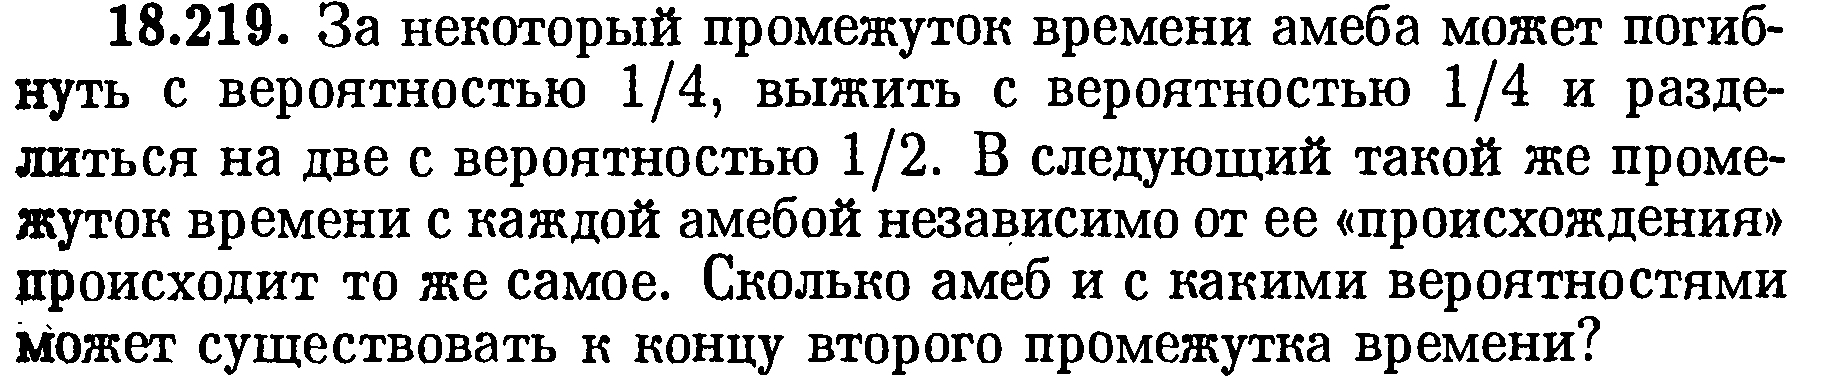 18.219. За некоторый промежуток времени амеба может погиб-
нуть с вероятностью 1/4, выжить с вероятностью 1/4 и разде-
литься на две с вероятностью 1/2. В следующий такой же проме-
жуток времени с каждой амебой независимо от ее «происхождения»
происходит то же самое. Сколько амеб и с какими вероятностями
может существовать к концу второго промежутка времени?